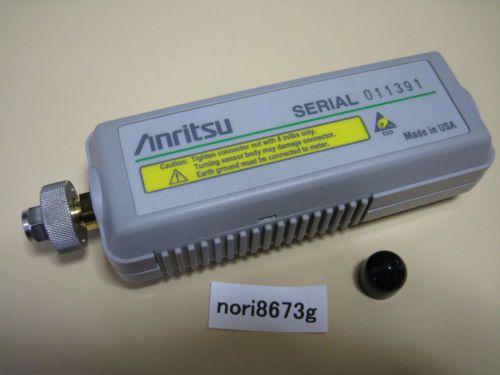 Anritsu
SERIAL 011391
Caution: Tighten connector nut with 8 in/lbs only.
Turning sensor body may damage connector.
Earth ground must be connected to meter.
ESD
Made in USA
nori8673g